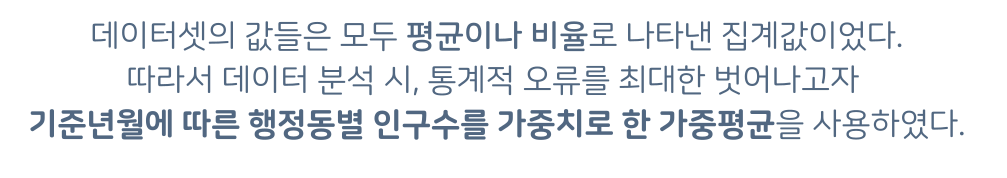 데이터셋의 값들은 모두 평균이나 비율로 나타낸 집계값이었다.
따라서 데이터 분석 시, 통계적 오류를 최대한 벗어나고자
기준년월에 따른 행정동별 인구수를 가중치로 한 가중평균을 사용하였다.